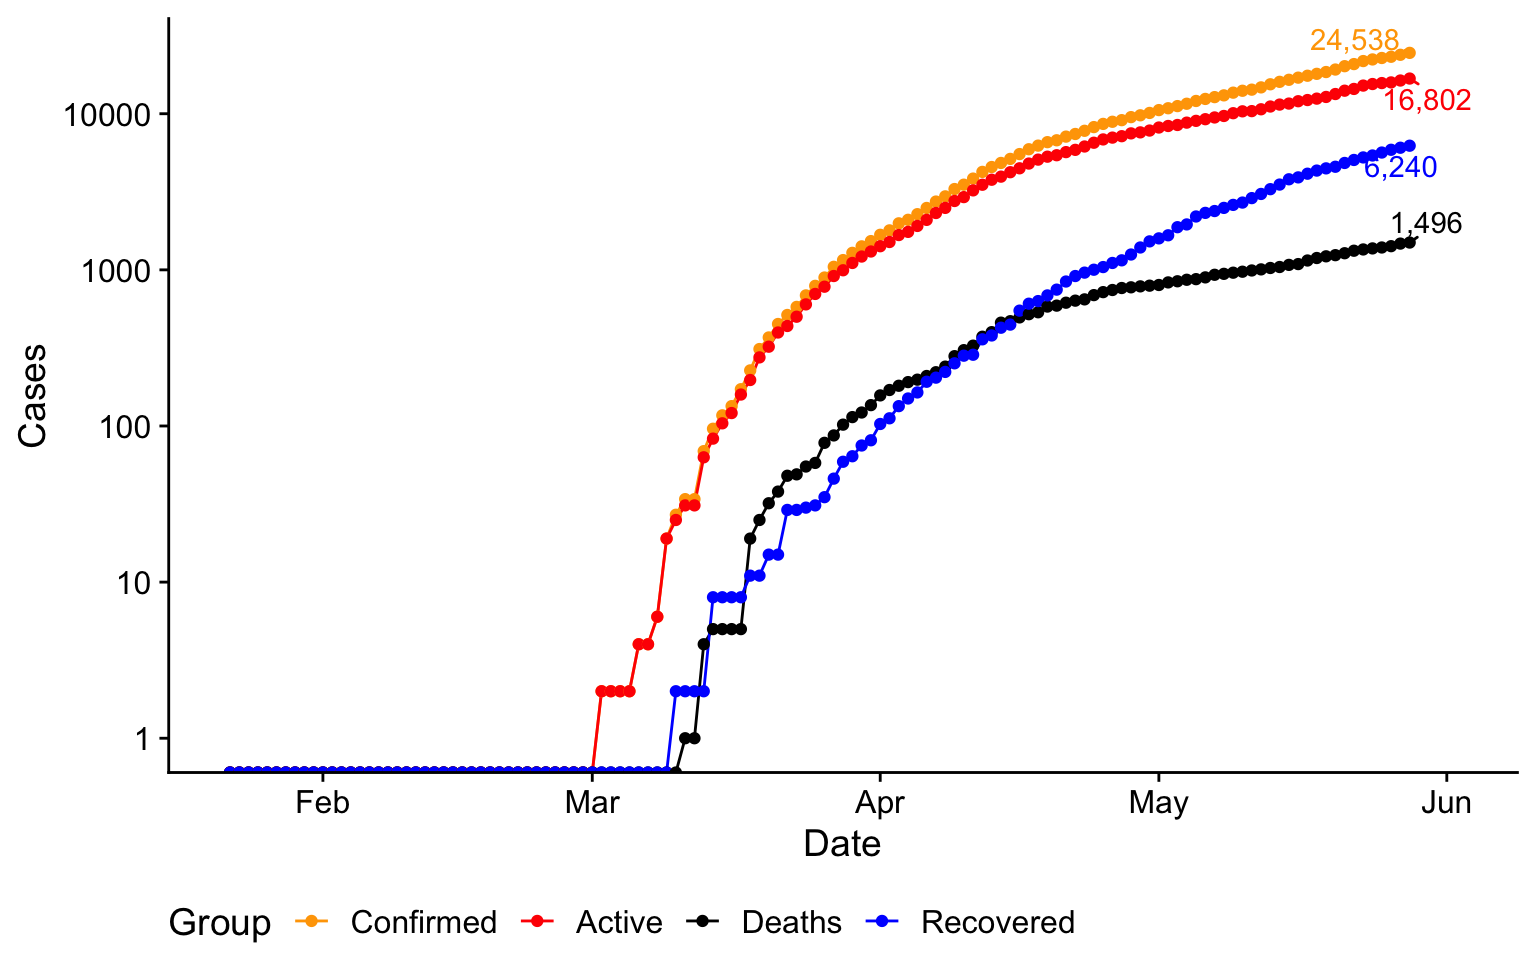 24,538
10000
16,802
6,240
1,496
1000
Cases
100
10
1
Feb Mar Apr May Jun
Date
Group Confirmed Active Deaths Recovered